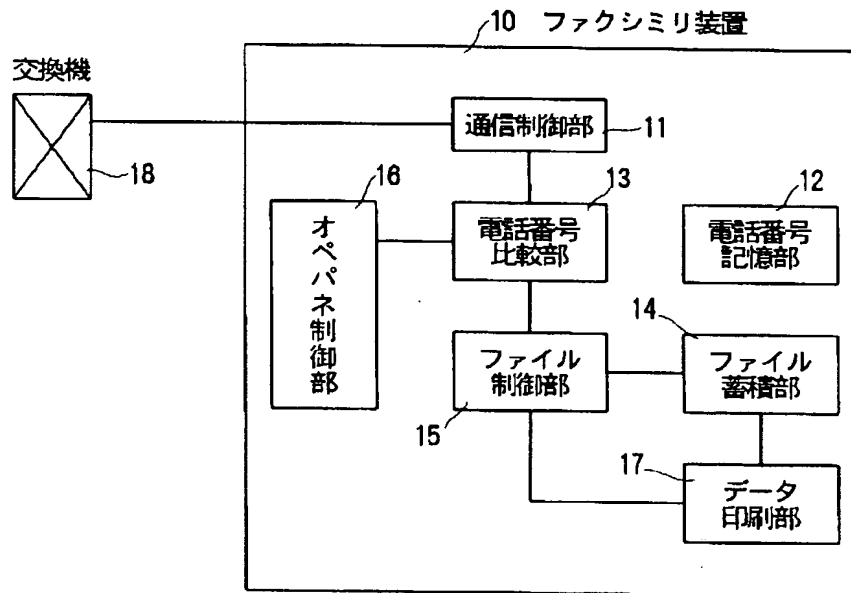 10 ファクシミリ装置
交換機
通信制御部
11
18
16
13
12
オペパネ制御部
電話番号
比較部
電話番号
記憶部
14
ファイル
制御部
ファイル
蓄積部
15
17
データ
印刷部